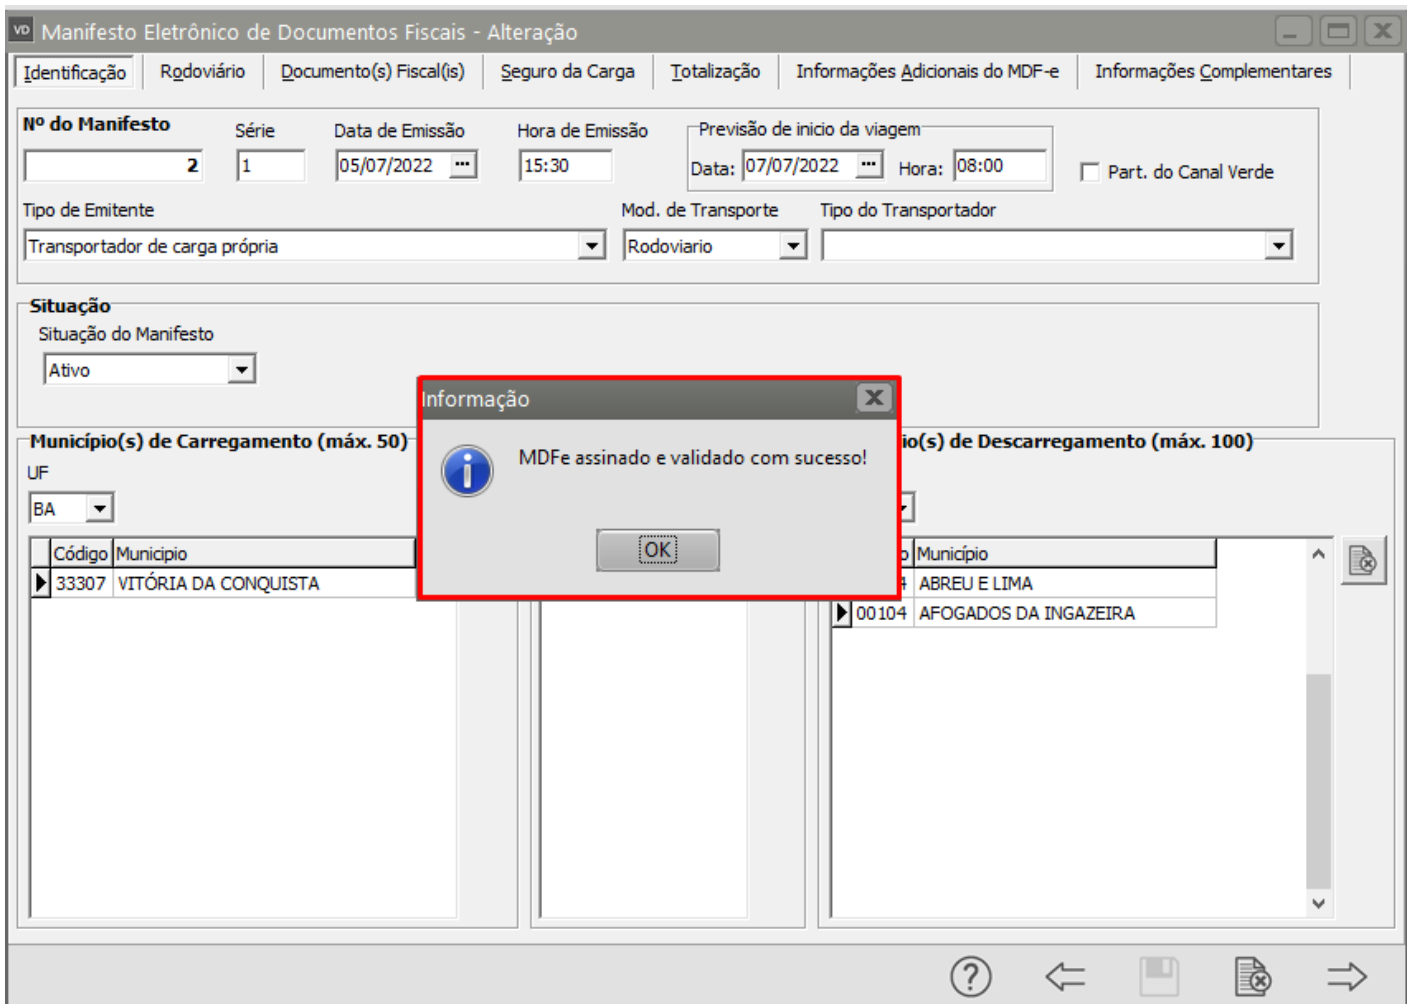 VD Manifesto Eletrônico de Documentos Fiscais - Alteração
Identificação Rodoviário Documento(s) Fiscal(is) Seguro da Carga Totalização Informações Adicionais do MDF-e Informações Complementares
Nº do Manifesto Série Data de Emissão Hora de Emissão Previsão de inicio da viagem
2 1 05/07/2022 ... 15:30 Data: 07/07/2022 ... Hora: 08:00 Part. do Canal Verde
Tipo de Emitente Mod. de Transporte Tipo do Transportador
Transportador de carga própria Rodoviario
Situação
Situação do Manifesto
Ativo
Informação
MDFe assinado e validado com sucesso!
OK
Município(s) de Carregamento (máx. 50) io(s) de Descarregamento (máx. 100)
UF
BA
Código Municipio o Município
33307 VITÓRIA DA CONQUISTA 4 ABREU E LIMA
00104 AFOGADOS DA INGAZEIRA